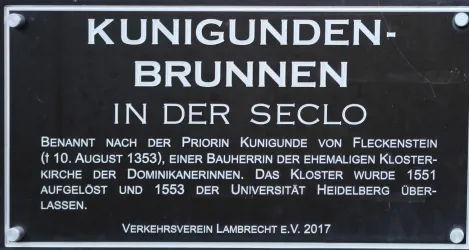 KUNIGUNDEN-
BRUNNEN
IN DER SECLO
BENANNT NACH DER PRIORIN KUNIGUNDE VON FLECKENSTEIN
(† 10. AUGUST 1353), EINER BAUHERRIN DER EHEMALIGEN KLOSTER-
KIRCHE DER DOMINIKANERINNEN. DAS KLOSTER WURDE 1551
AUFGELÖST UND 1553 DER UNIVERSITÄT HEIDELBERG ÜBER-
LASSEN.
VERKEHRSVEREIN LAMBRECHT E.V. 2017